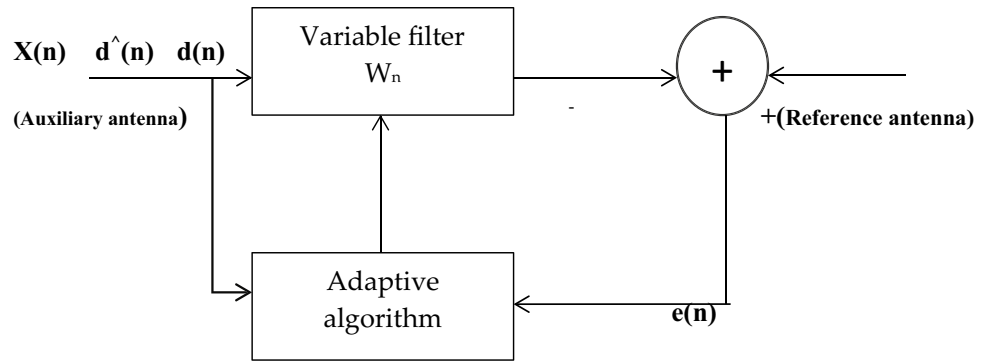 Variable filter
Wn
X(n) d^(n) d(n)
+
(Auxiliary antenna)
-
+(Reference antenna)
Adaptive
algorithm
e(n)